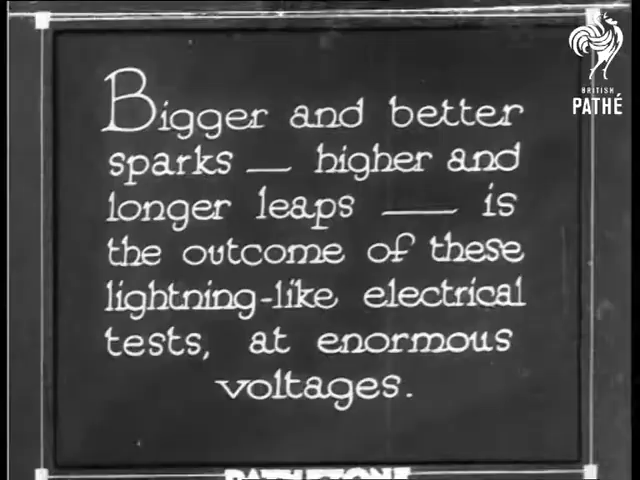 BRITISH
PATHÉ
Bigger and better
sparks — higher and
longer leaps — is
the outcome of these
lightning-like electrical
tests, at enormous
voltages.